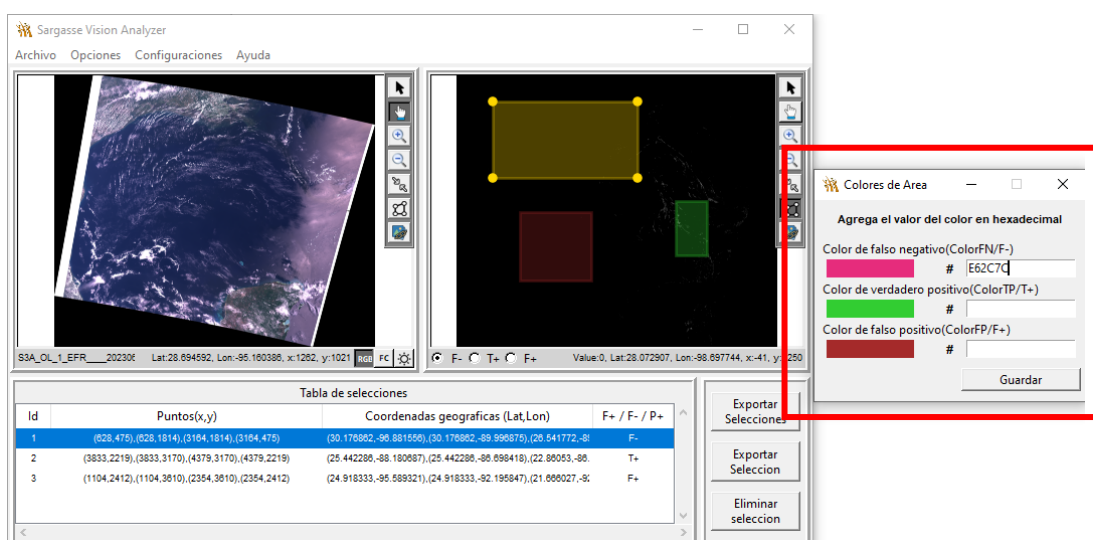 Sargasse Vision Analyzer
Archivo Opciones Configuraciones Ayuda
S3A_OL_1_EFR____202306 Lat:28.694592, Lon:-95.160386, x:1262, y:1021 RGB FC
F- T+ F+ Value:0, Lat:28.072907, Lon:-98.697744, x:-41, y: 250
Tabla de selecciones
Id Puntos(x,y) Coordenadas geograficas (Lat,Lon) F+ / F- / P+
1 (628,475),(628,1814),(3164,1814),(3164,475) (30.176862,-96.881556),(30.176862,-89.996875),(26.541772,-8 F-
2 (3833,2219),(3833,3170),(4379,3170),(4379,2219) (25.442286,-88.180687),(25.442286,-86.698418),(22.86053,-86. T+
3 (1104,2412),(1104,3610),(2354,3610),(2354,2412) (24.918333,-95.589321),(24.918333,-92.195847),(21.666027,-9 F+
Exportar
Selecciones
Exportar
Seleccion
Eliminar
seleccion
Colores de Area
Agrega el valor del color en hexadecimal
Color de falso negativo(ColorFN/F-)
# E62C7C
Color de verdadero positivo(ColorTP/T+)
#
Color de falso positivo(ColorFP/F+)
#
Guardar